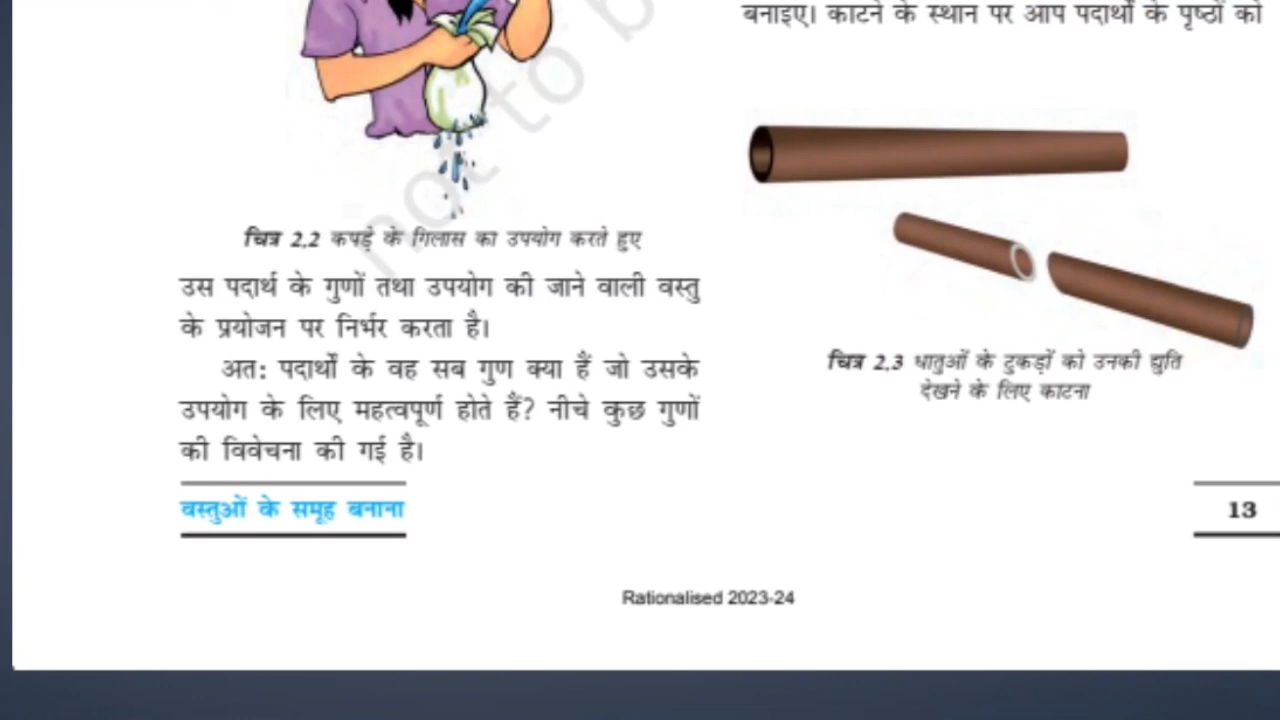 चित्र 2.2 कपड़े के गिलास का उपयोग करते हुए
उस पदार्थ के गुणों तथा उपयोग की जाने वाली वस्तु
के प्रयोजन पर निर्भर करता है।
अत: पदार्थों के वह सब गुण क्या हैं जो उसके
उपयोग के लिए महत्वपूर्ण होते हैं? नीचे कुछ गुणों
की विवेचना की गई है।
बनाइए। काटने के स्थान पर आप पदार्थों के पृष्ठों को
चित्र 2.3 धातुओं के टुकड़ों को उनकी द्युति
देखने के लिए काटना
वस्तुओं के समूह बनाना
13
Rationalised 2023-24
not to b